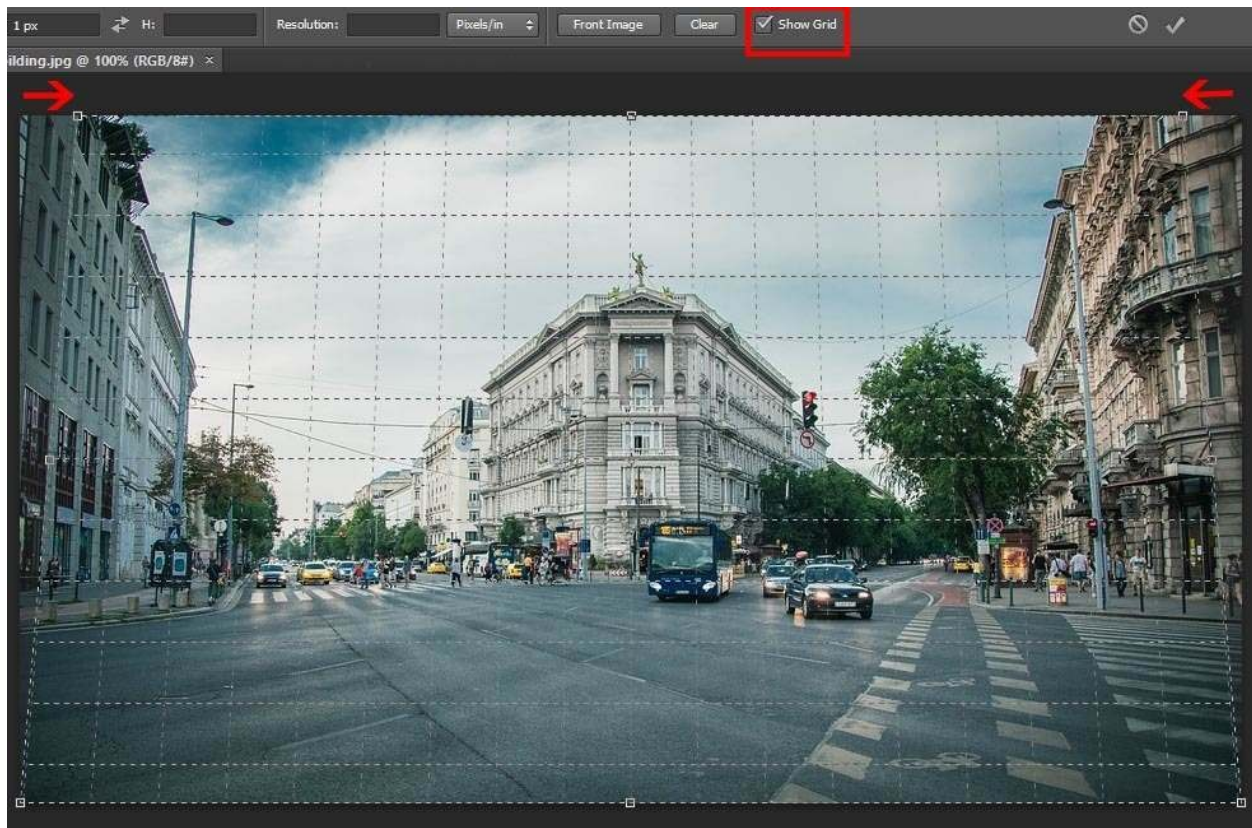 1 px H: Resolution: Pixels/in Front Image Clear Show Grid
ilding.jpg @ 100% (RGB/8#) ×